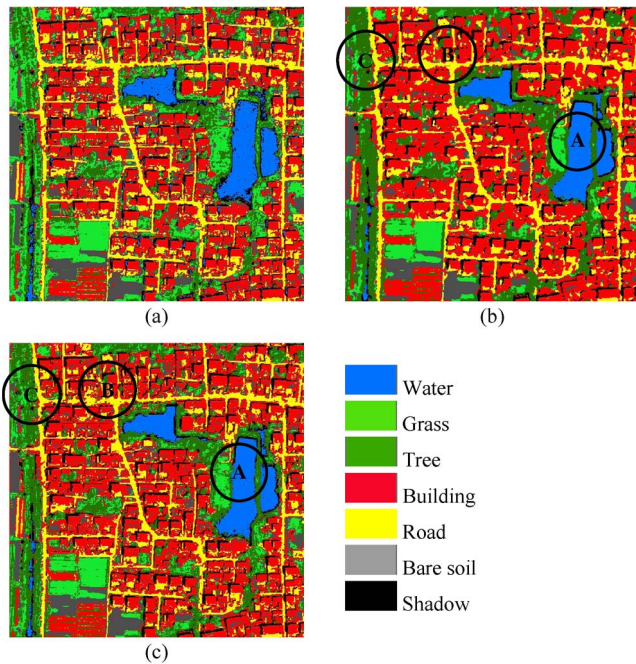 C
B
A
(a)
(b)
C
B
A
(c)
Water
Grass
Tree
Building
Road
Bare soil
Shadow